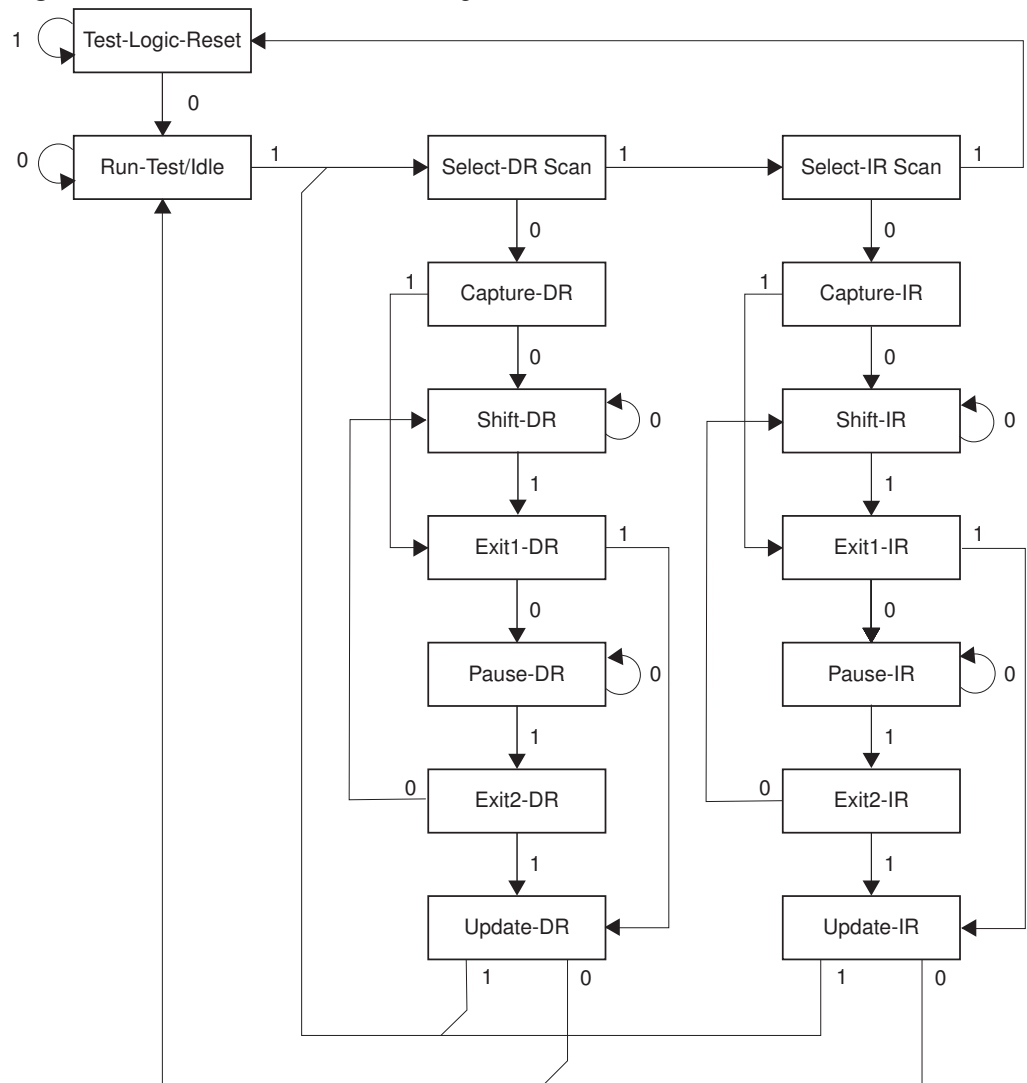 1 Test-Logic-Reset
0
0 Run-Test/Idle 1 Select-DR Scan 1 Select-IR Scan 1
0 0
1 Capture-DR 1 Capture-IR
0 0
Shift-DR 0 Shift-IR 0
1 1
Exit1-DR 1 Exit1-IR 1
0 0
Pause-DR 0 Pause-IR 0
1 1
0 Exit2-DR 0 Exit2-IR
1 1
Update-DR Update-IR
1 0 1 0